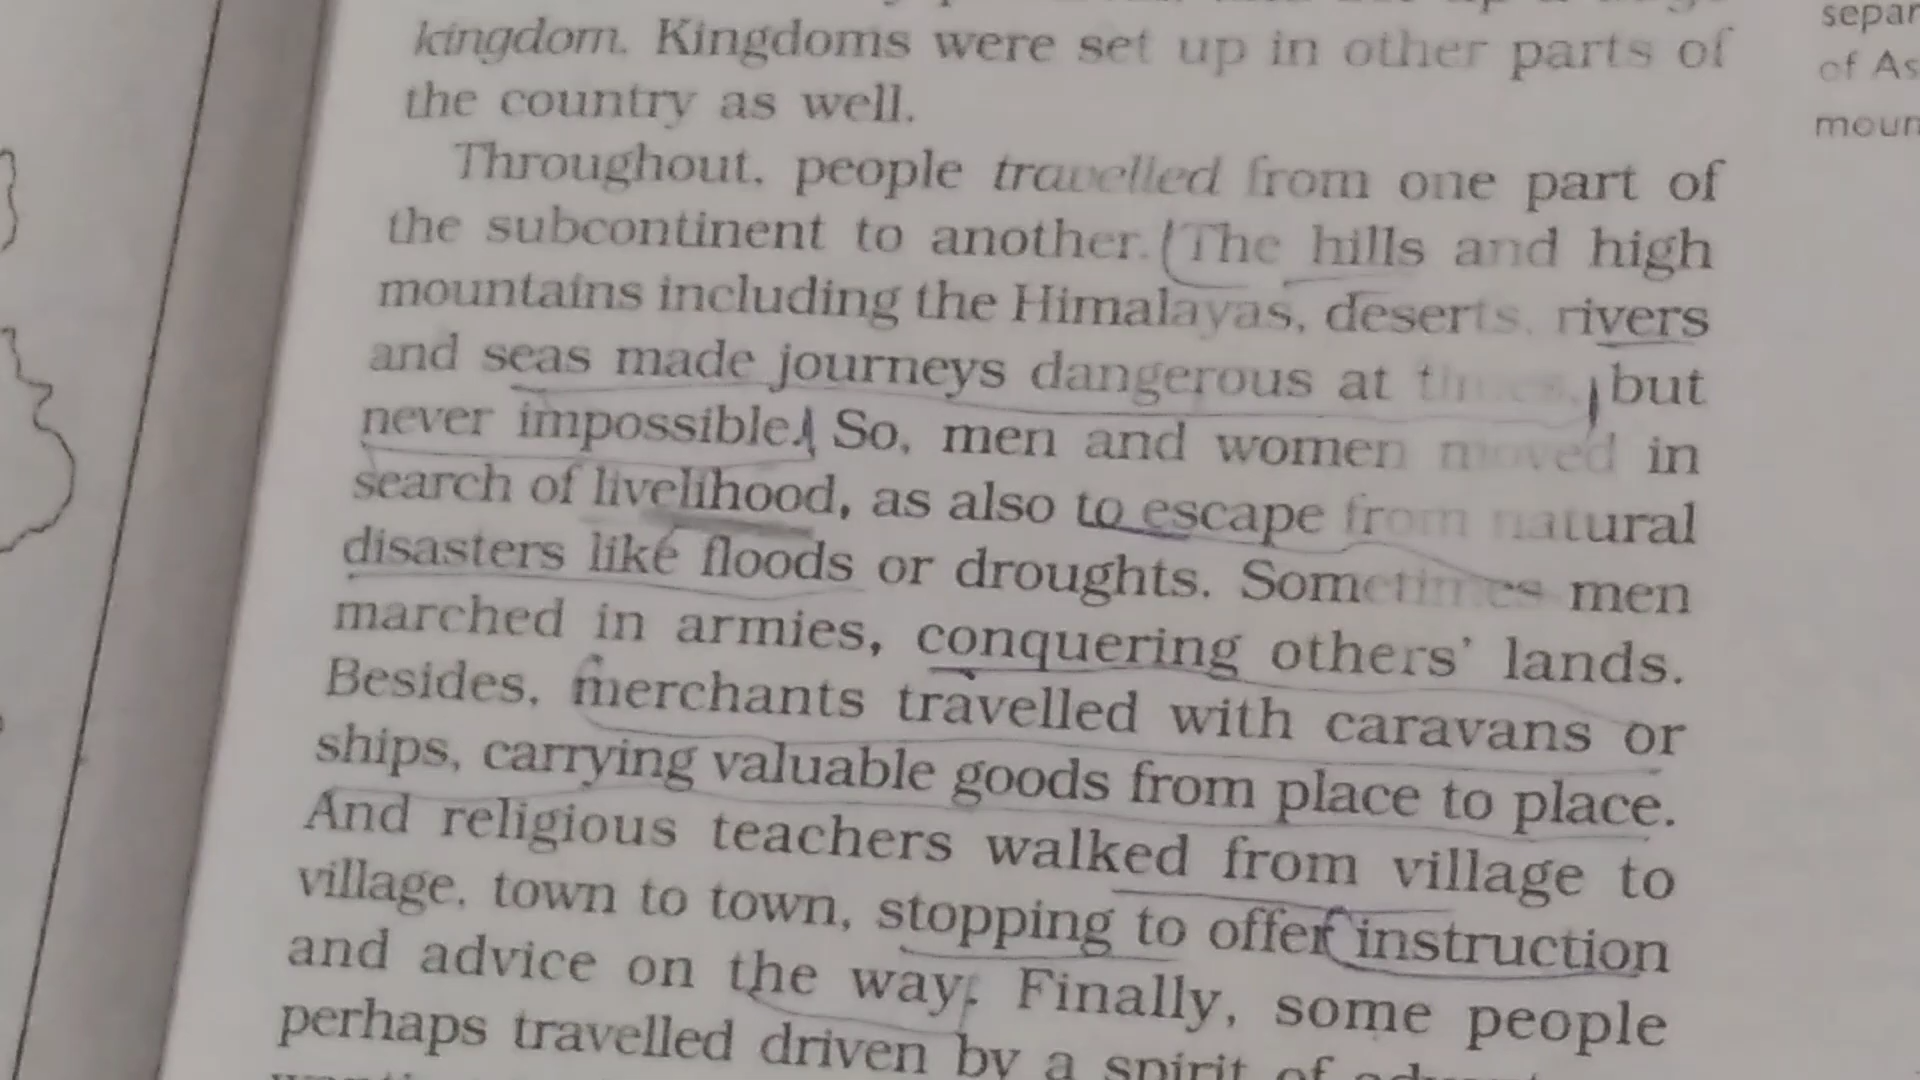 kingdom. Kingdoms were set up in other parts of
the country as well.
Throughout, people travelled from one part of
the subcontinent to another. The hills and high
mountains including the Himalayas, deserts, rivers
and seas made journeys dangerous at times, but
never impossible. So, men and women moved in
search of livelihood, as also to escape from natural
disasters like floods or droughts. Sometimes men
marched in armies, conquering others' lands.
Besides, merchants travelled with caravans or
ships, carrying valuable goods from place to place.
And religious teachers walked from village to
village, town to town, stopping to offer instruction
and advice on the way. Finally, some people
perhaps travelled driven by a spirit of
of